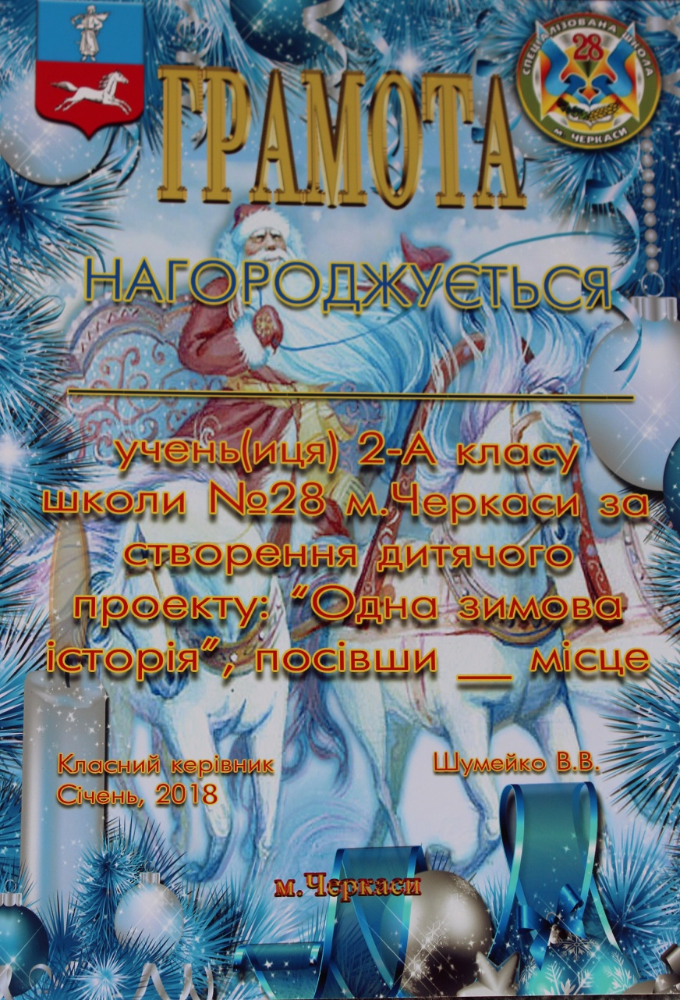 СПЕЦІАЛІЗОВАНА ШКОЛА
28
м. ЧЕРКАСИ
ГРАМОТА
НАГОРОДЖУЄТЬСЯ
учень(иця) 2-А класу
школи №28 м.Черкаси за
створення дитячого
проекту: “Одна зимова
історія”, посівши __ місце
Класний керівник
Шумейко В.В.
Січень, 2018
м.Черкаси